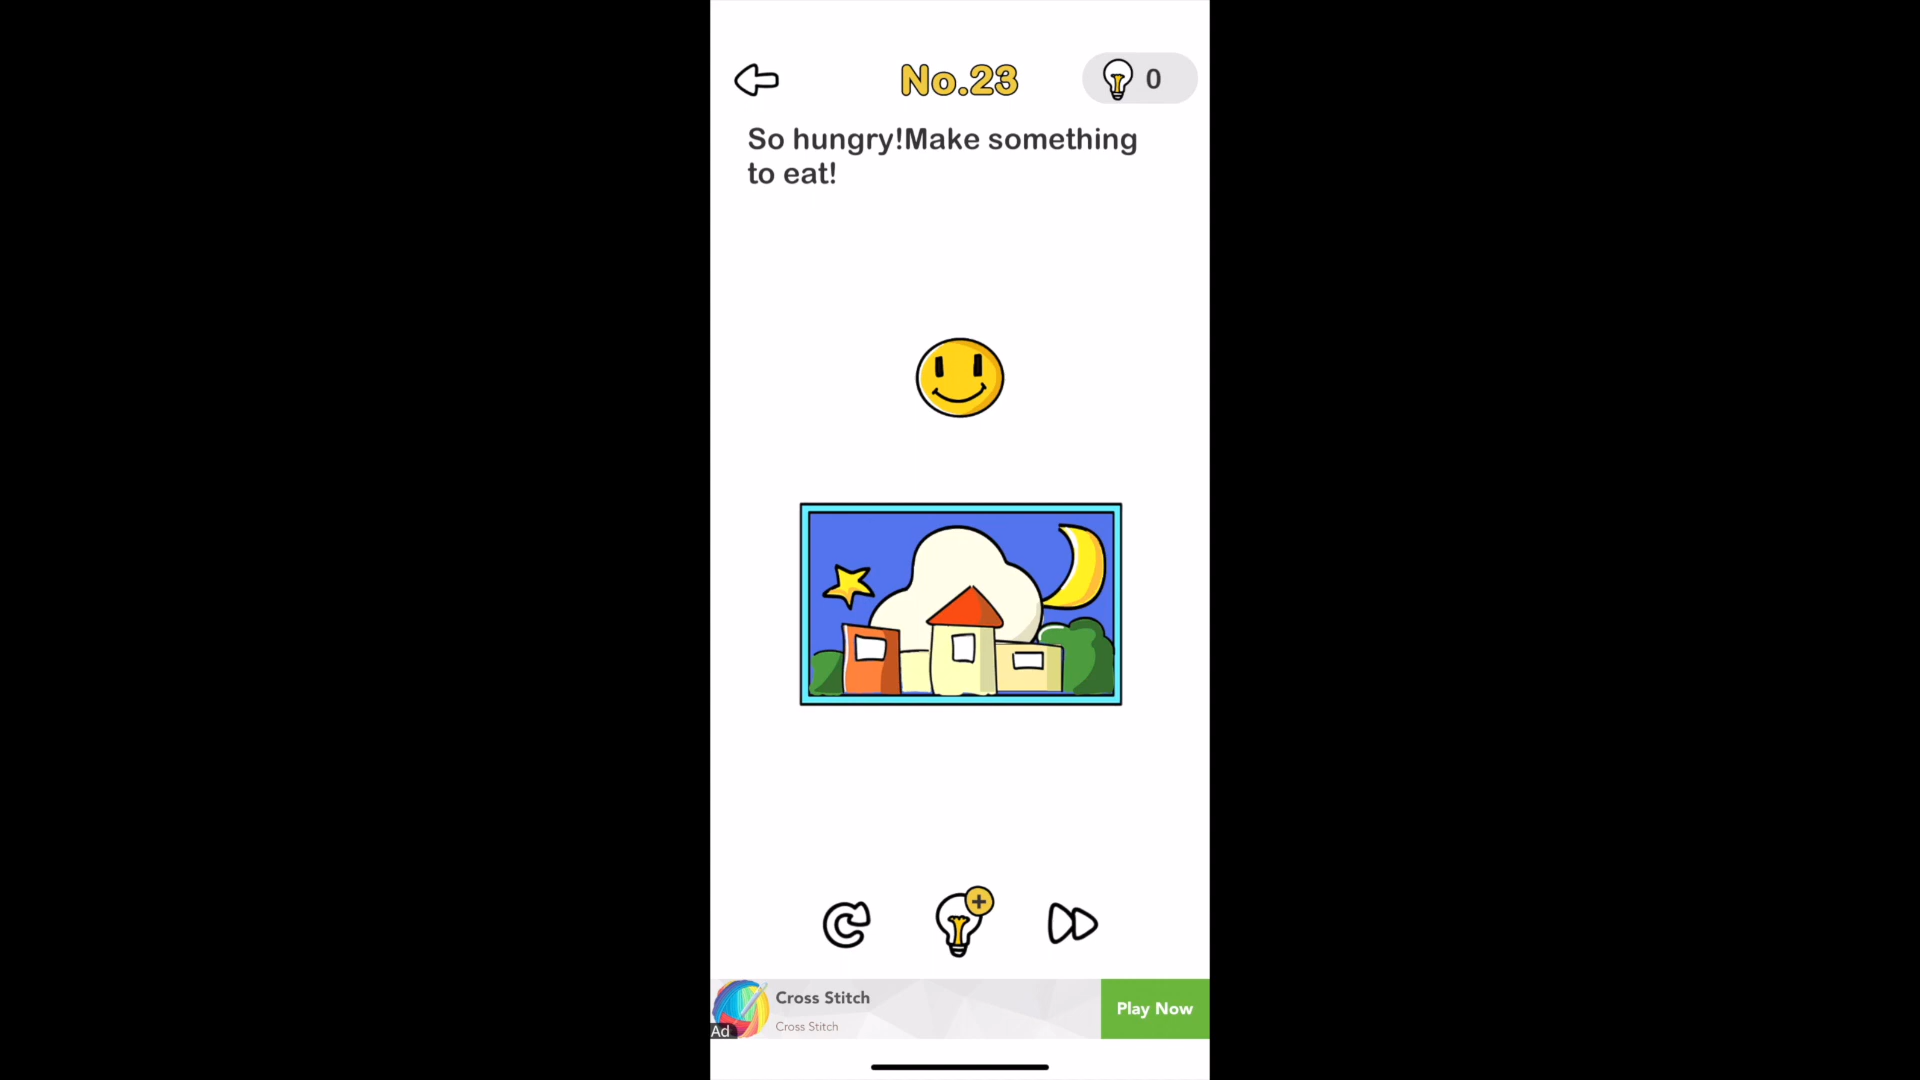 No.23
0
So hungry!Make something
to eat!
Cross Stitch
Cross Stitch
Ad
Play Now